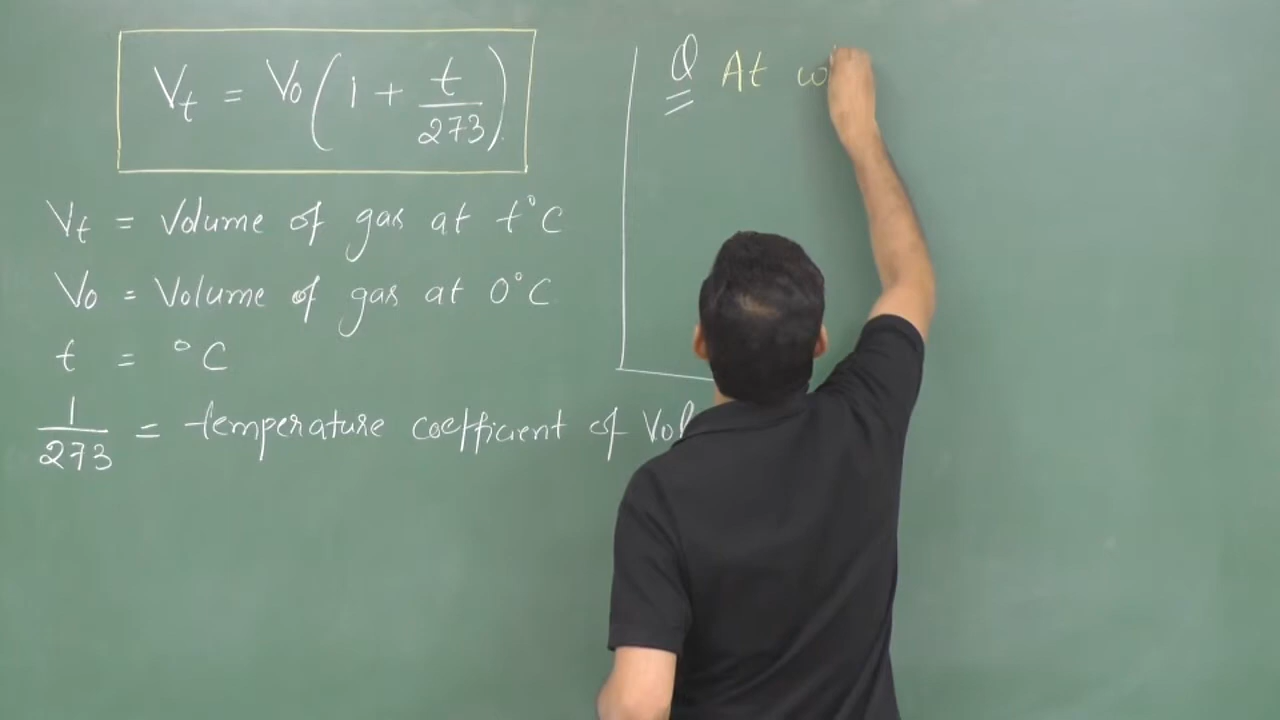 Vt = V0 (1 + t/273)
Vt = Volume of gas at t°C
V0 = Volume of gas at 0°C
t = °C
1/273 = temperature coefficient of Vol
Q At